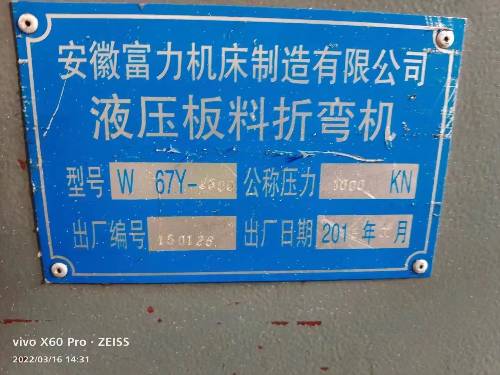 安徽富力机床制造有限公司
液压板料折弯机
型号 W 67Y- 公称压力 KN
出厂编号 150128 出厂日期 201 年 月
vivo X60 Pro · ZEISS
2022/03/16 14:31